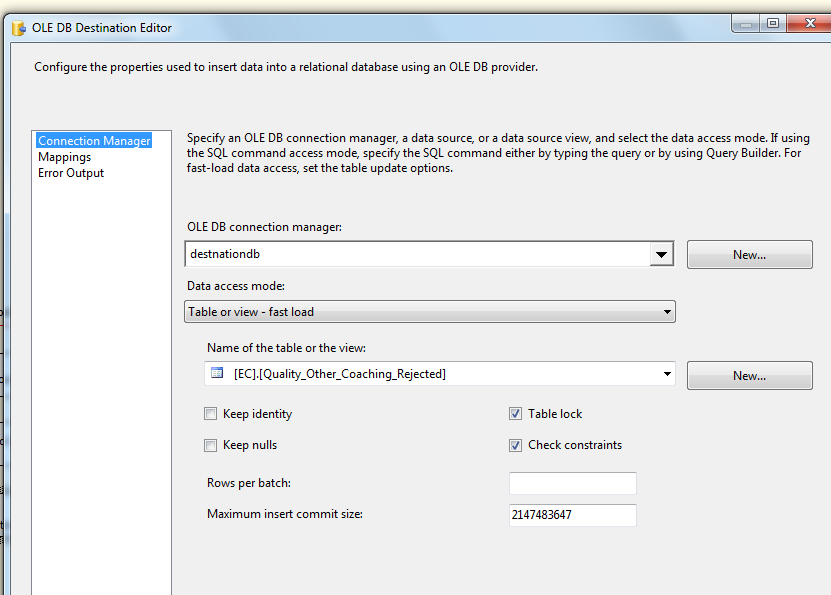 OLE DB Destination Editor
Configure the properties used to insert data into a relational database using an OLE DB provider.
Connection Manager
Mappings
Error Output
Specify an OLE DB connection manager, a data source, or a data source view, and select the data access mode. If using
the SQL command access mode, specify the SQL command either by typing the query or by using Query Builder. For
fast-load data access, set the table update options.
OLE DB connection manager:
destnationdb
New...
Data access mode:
Table or view - fast load
Name of the table or the view:
[EC].[Quality_Other_Coaching_Rejected]
New...
Keep identity
Table lock
Keep nulls
Check constraints
Rows per batch:
Maximum insert commit size:
2147483647